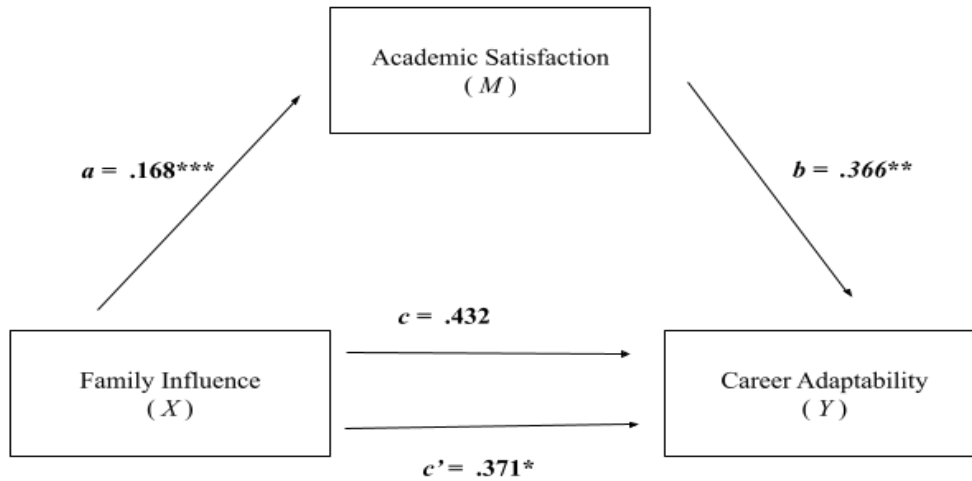 Academic Satisfaction
( M )
a = .168***
b = .366**
c = .432
Family Influence
( X )
Career Adaptability
( Y )
c’ = .371*